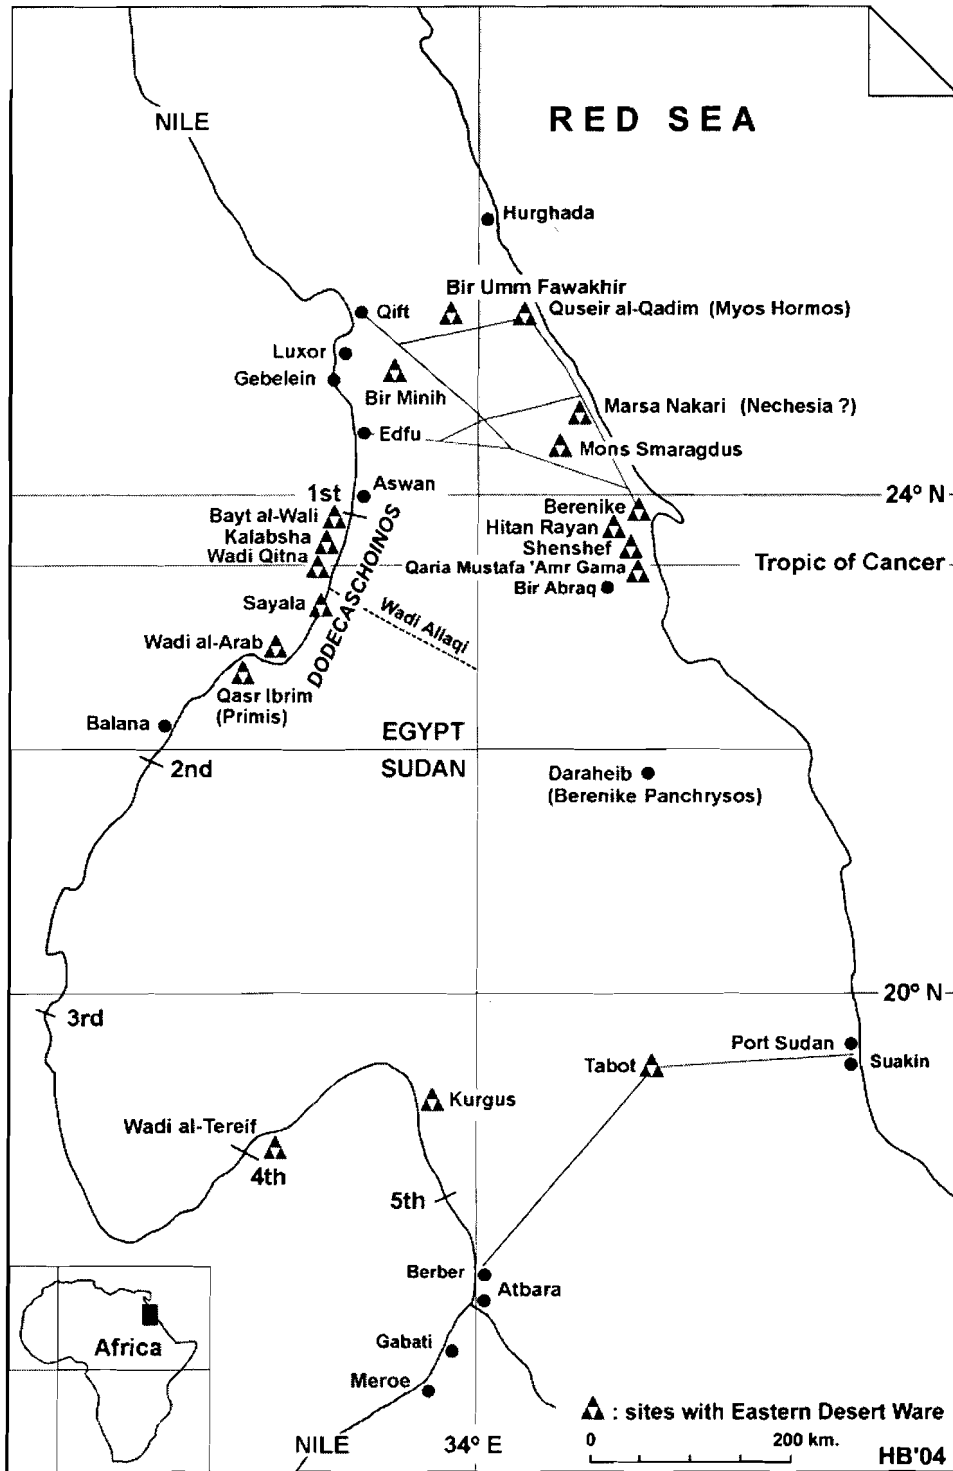 NILE
RED SEA
Hurghada
Bir Umm Fawakhir
Qift
Quseir al-Qadim (Myos Hormos)
Luxor
Gebelein
Bir Minih
Marsa Nakari (Nechesia ?)
Edfu
Mons Smaragdus
Aswan
1st
24° N
Berenike
Bayt al-Wali
Hitan Rayan
Kalabsha
Shenshef
Wadi Qitna
Qaria Mustafa 'Amr Gama
Tropic of Cancer
Bir Abraq
DODECASCHOINOS
Sayala
Wadi Allaqi
Wadi al-Arab
Qasr Ibrim
(Primis)
Balana
EGYPT
SUDAN
2nd
Daraheib
(Berenike Panchrysos)
20° N
3rd
Port Sudan
Tabot
Suakin
Kurgus
Wadi al-Tereif
4th
5th
Berber
Atbara
Africa
Gabati
Meroe
: sites with Eastern Desert Ware
NILE
34° E
0 200 km.
HB'04